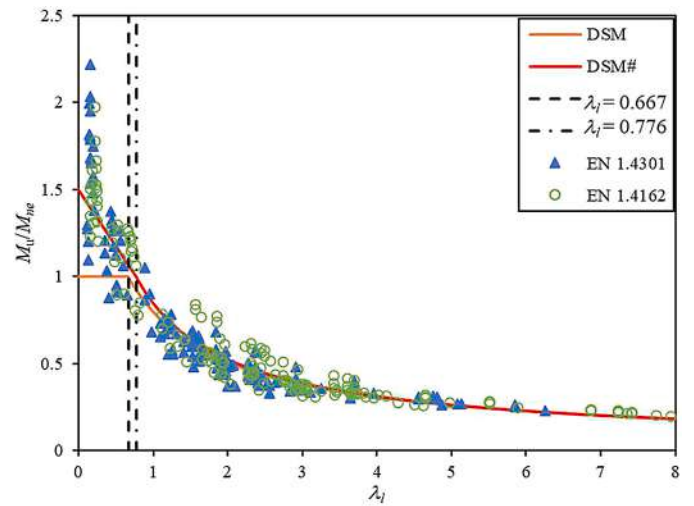 2.5
2
1.5
1
0.5
0
0 1 2 3 4 5 6 7 8
Mu/Mne
λl
DSM
DSM#
λl = 0.667
λl = 0.776
EN 1.4301
EN 1.4162